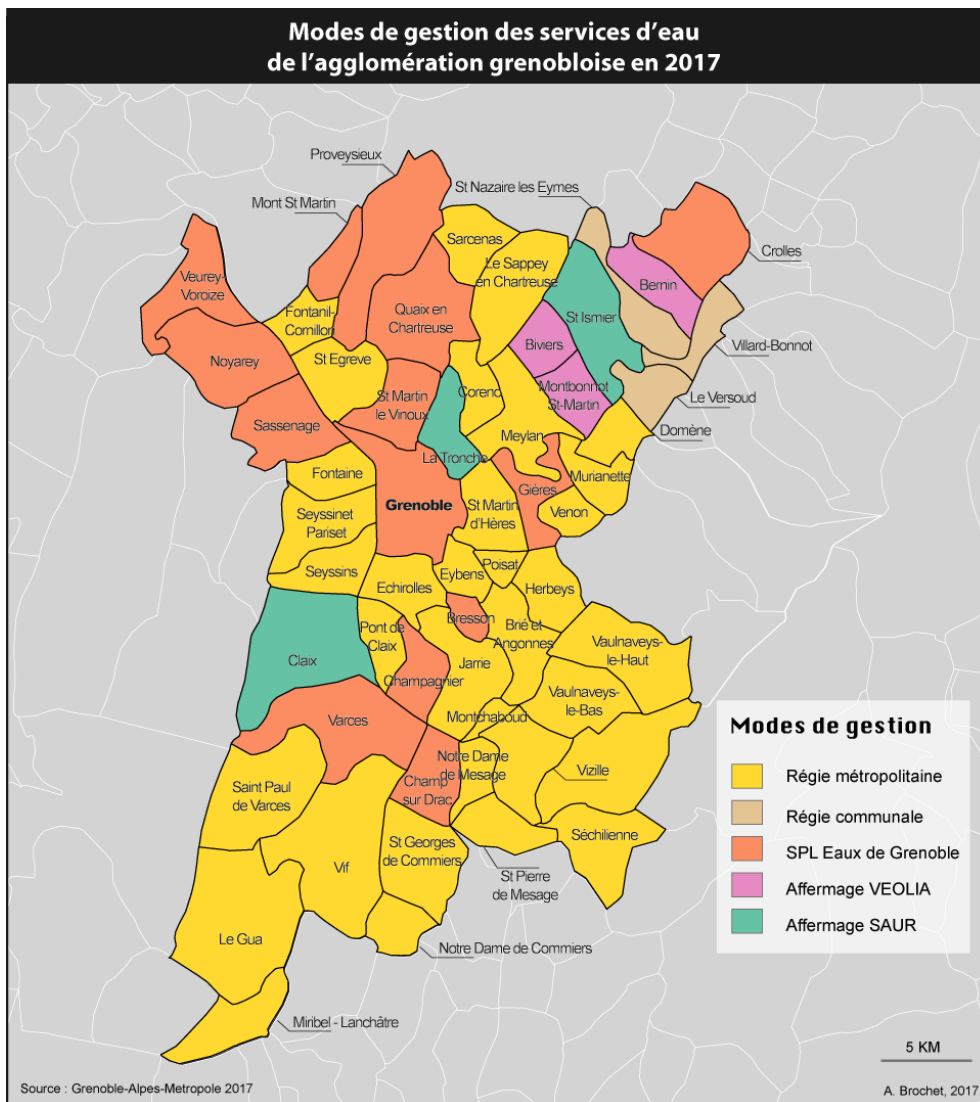 Modes de gestion des services d'eau
de l'agglomération grenobloise en 2017
Proveysieux
St Nazaire les Eymes
Mont St Martin
Sarcenas
Crolles
Le Sappey
en Chartreuse
Veurey-
Voroize
Bernin
Quaix en
Chartreuse
Fontanil-
Cornillon
St Ismier
Biviers
Villard-Bonnot
Noyarey
St Egreve
Montbonnot
St-Martin
Corenc
St Martin
le Vinoux
Le Versoud
Sassenage
Meylan
Domène
La Tronche
Fontaine
Murianette
Gières
Grenoble
St Martin
d'Hères
Venon
Seyssinet
Pariset
Poisat
Seyssins
Eybens
Echirolles
Herbeys
Bresson
Pont de
Claix
Brié et
Angonnes
Vaulnaveys-
le-Haut
Claix
Jarrie
Champagnier
Vaulnaveys-
le-Bas
Varces
Montchaboud
Notre Dame
de Mesage
Vizille
Saint Paul
de Varces
Champ
sur Drac
Séchilienne
St Georges
de Commiers
Vif
St Pierre
de Mesage
Le Gua
Notre Dame de Commiers
Miribel - Lanchâtre
Modes de gestion
Régie métropolitaine
Régie communale
SPL Eaux de Grenoble
Affermage VEOLIA
Affermage SAUR
5 KM
Source : Grenoble-Alpes-Metropole 2017
A. Brochet, 2017